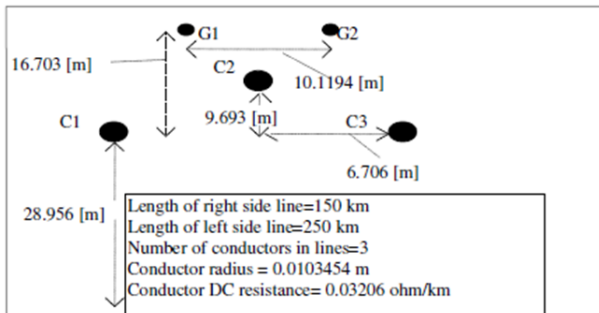 G1
G2
16.703 [m]
C2
10.1194 [m]
C1
9.693 [m]
C3
6.706 [m]
28.956 [m]
Length of right side line=150 km
Length of left side line=250 km
Number of conductors in lines=3
Conductor radius = 0.0103454 m
Conductor DC resistance= 0.03206 ohm/km